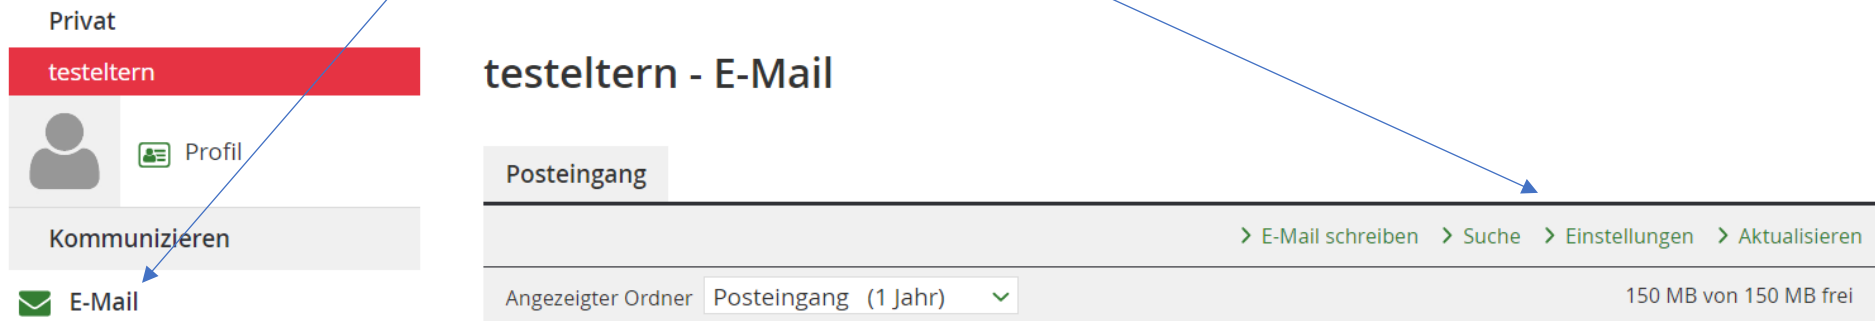 Privat
testeltern
Profil
Kommunizieren
E-Mail
testeltern - E-Mail
Posteingang
E-Mail schreiben Suche Einstellungen Aktualisieren
Angezeigter Ordner Posteingang (1 Jahr) 150 MB von 150 MB frei